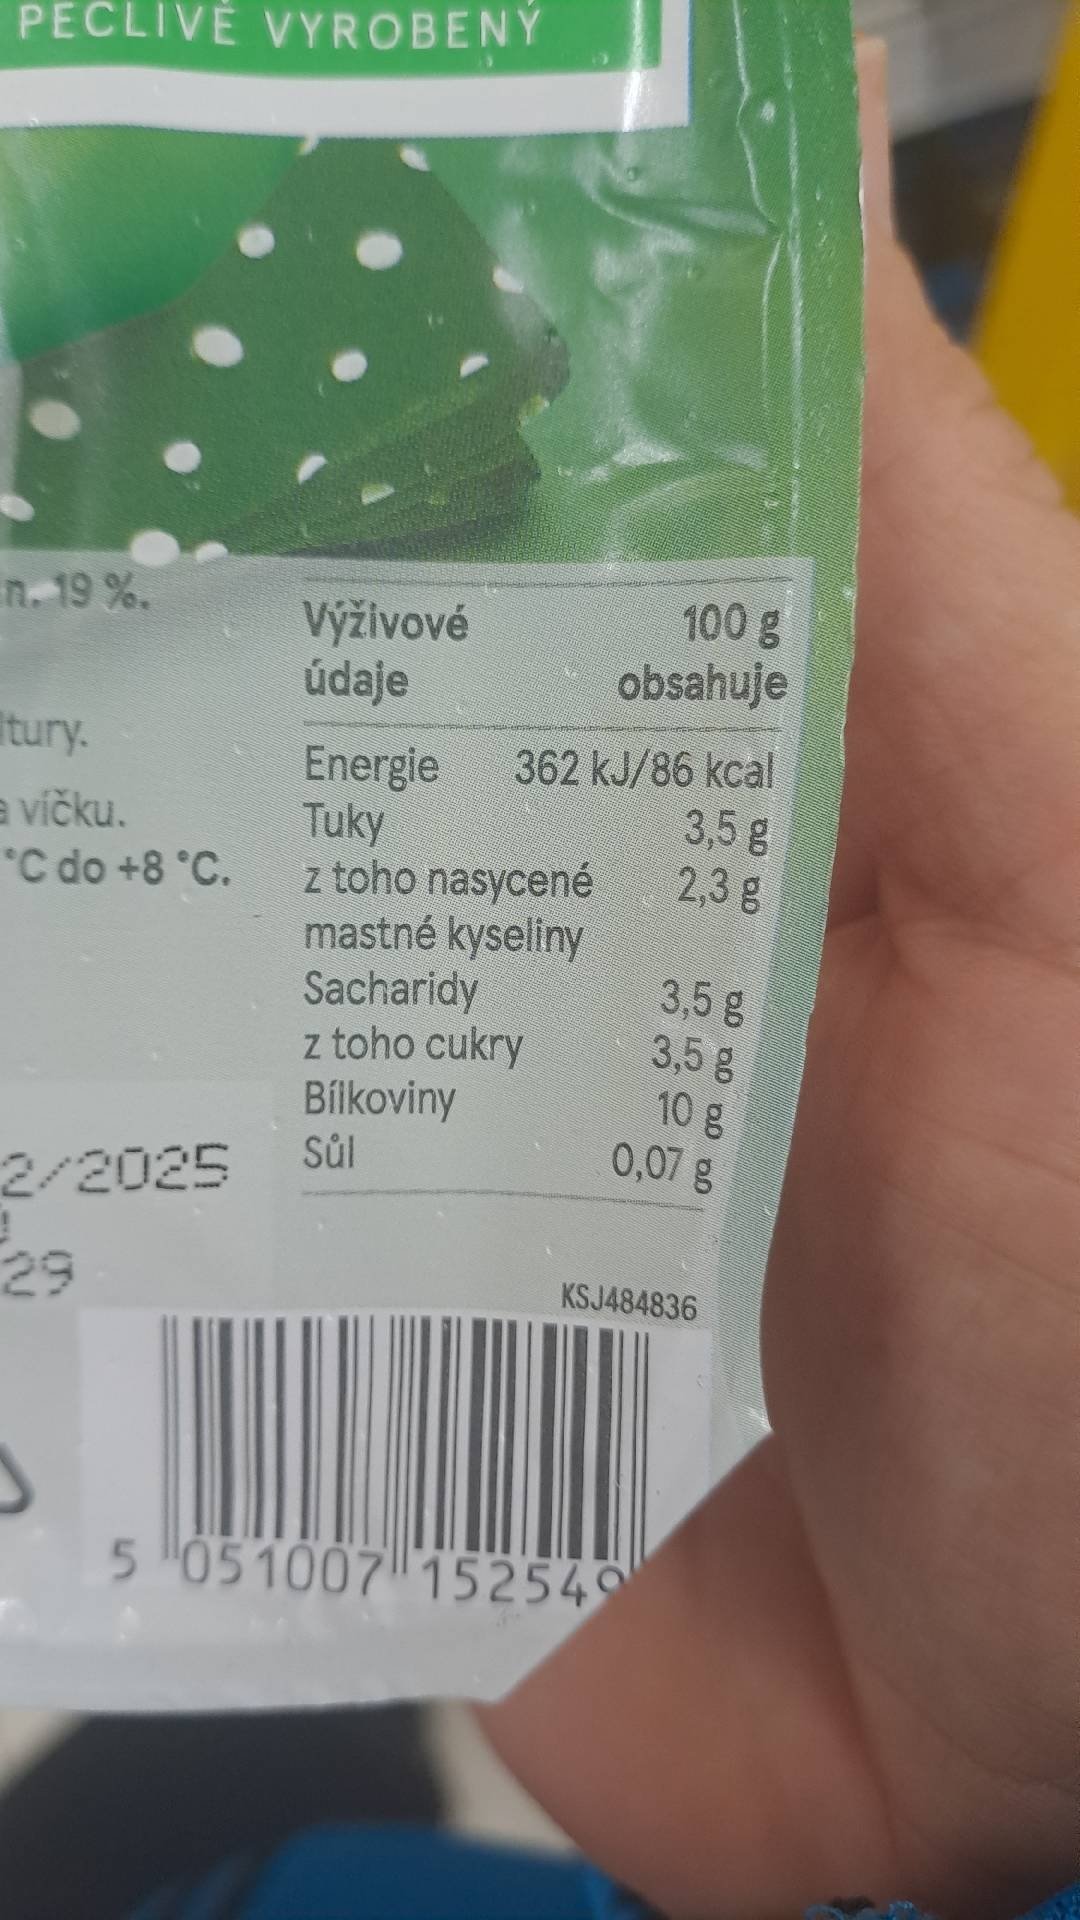 PEČLIVĚ VYROBENÝ
n. 19 %.
Výživové 100 g
údaje obsahuje
ltury.
Energie 362 kJ/86 kcal
a víčku.
Tuky 3,5 g
°C do +8 °C.
z toho nasycené 2,3 g
mastné kyseliny
Sacharidy 3,5 g
z toho cukry 3,5 g
Bílkoviny 10 g
2/2025
Sůl 0,07 g
29
KSJ484836
5 051007 152549